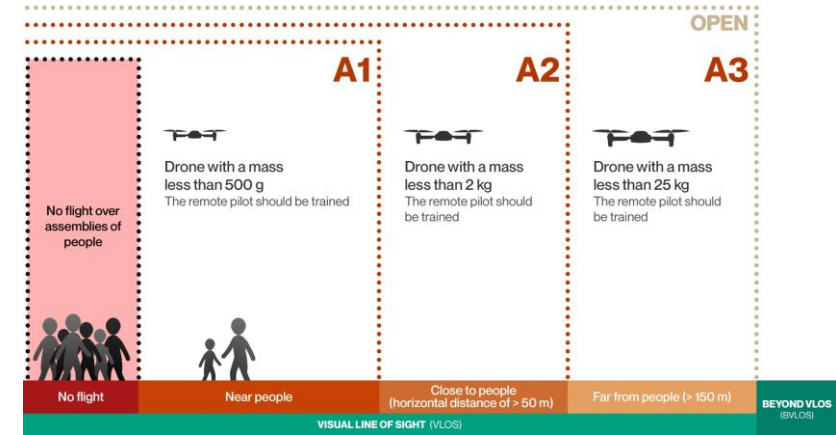 OPEN
A1
A2
A3
Drone with a mass
less than 500 g
The remote pilot should be trained
Drone with a mass
less than 2 kg
The remote pilot should
be trained
Drone with a mass
less than 25 kg
The remote pilot should
be trained
No flight over
assemblies of
people
No flight
Near people
Close to people
(horizontal distance of > 50 m)
Far from people (> 150 m)
BEYOND VLOS
(BVLOS)
VISUAL LINE OF SIGHT (VLOS)